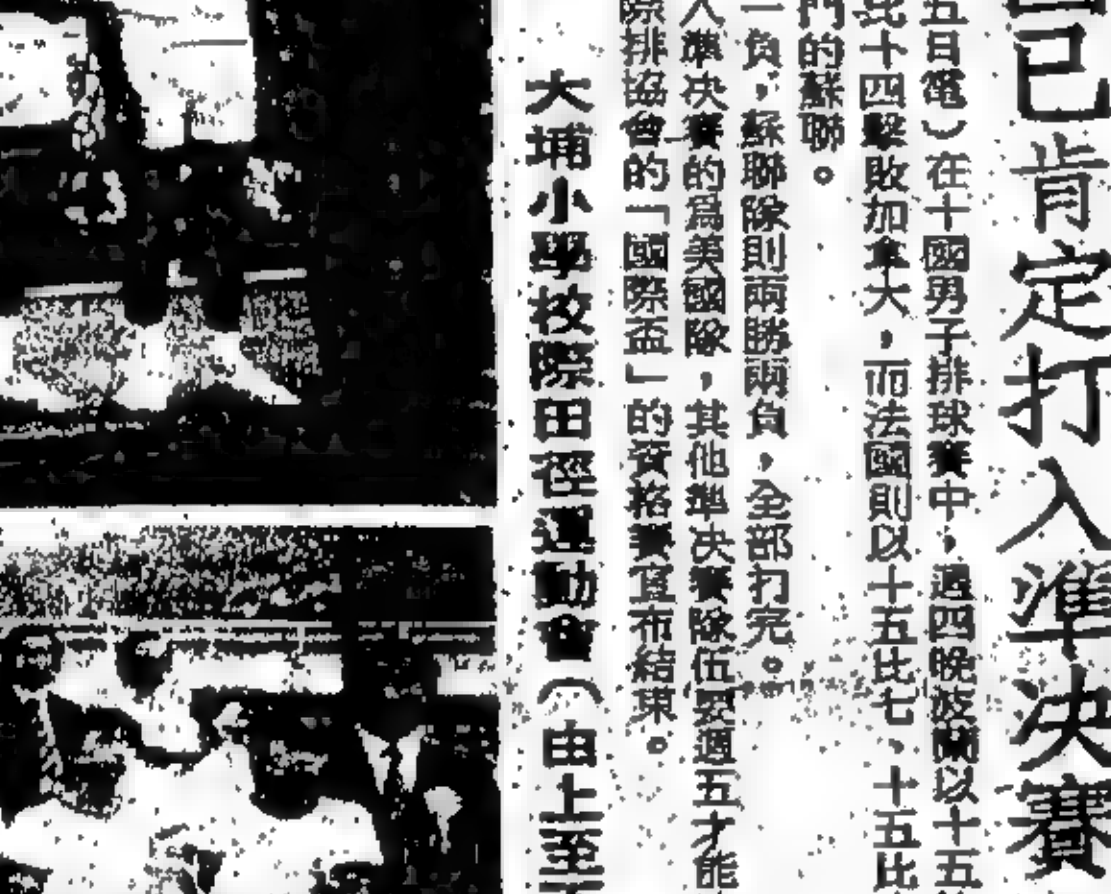 已肯定打入準決賽
五日電）在十國男子排球賽中，週四晚波蘭以十五
比十四擊敗加拿大，而法國則以十五比七，十五比
門的蘇聯。
一負，蘇聯隊則兩勝兩負，全部打完。
入準決賽的爲美國隊，其他準決賽隊伍要週五才能
際排協會的「國際盃」的資格賽宣布結束。
大埔小學校際田徑運動會（由上至